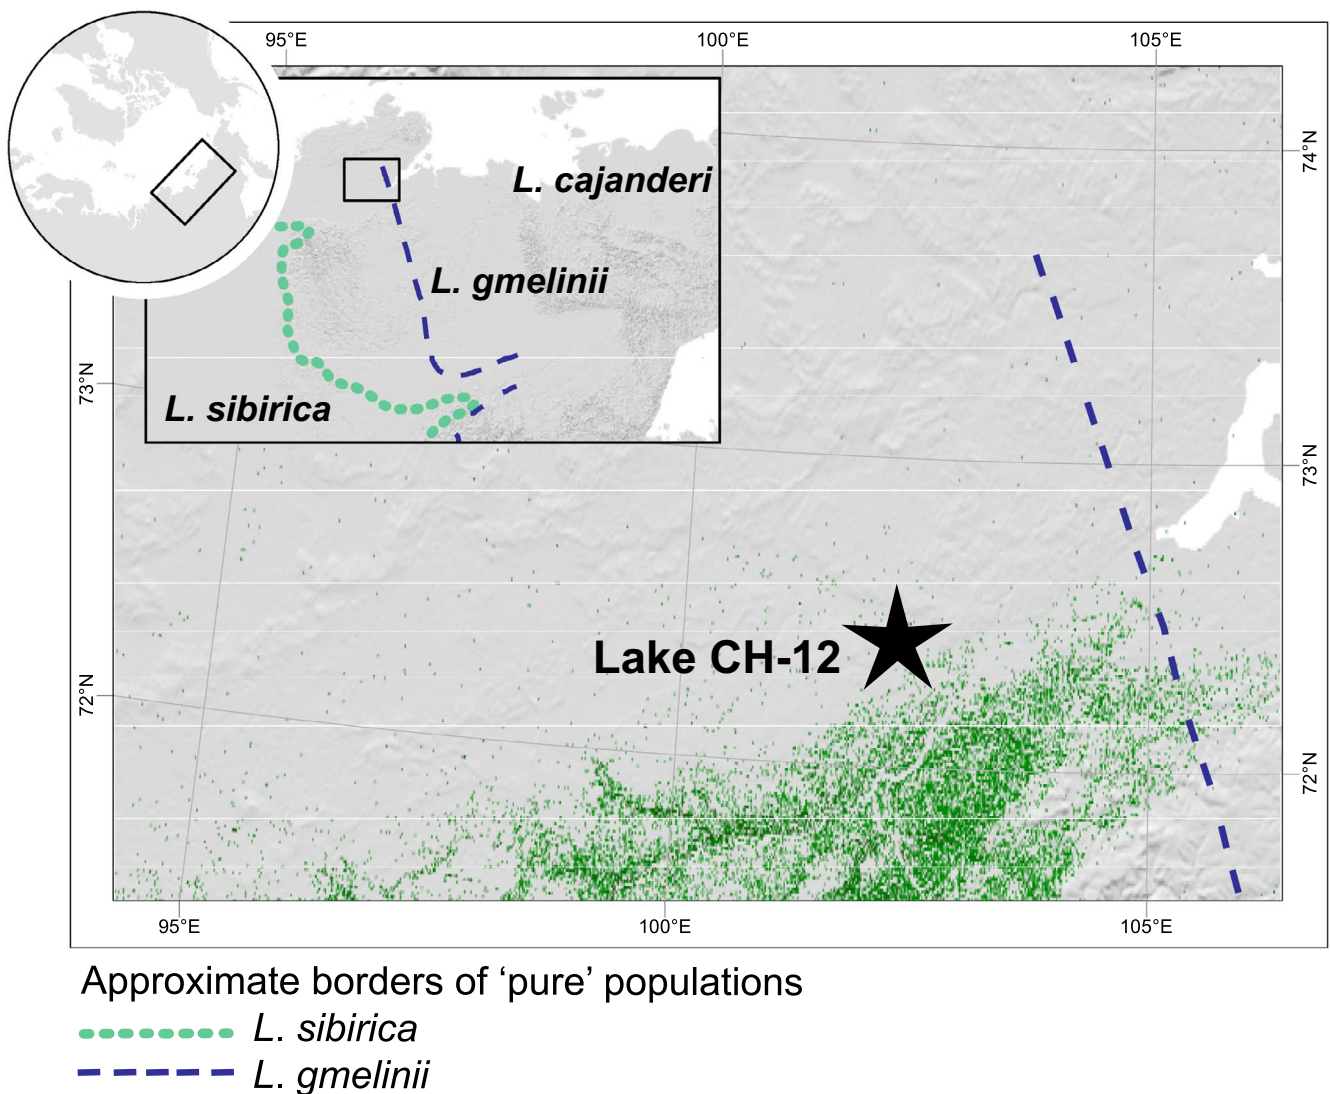 95°E
100°E
105°E
74°N
L. cajanderi
L. gmelinii
73°N
L. sibirica
73°N
Lake CH-12
72°N
72°N
95°E
100°E
105°E
Approximate borders of ‘pure’ populations
L. sibirica
L. gmelinii